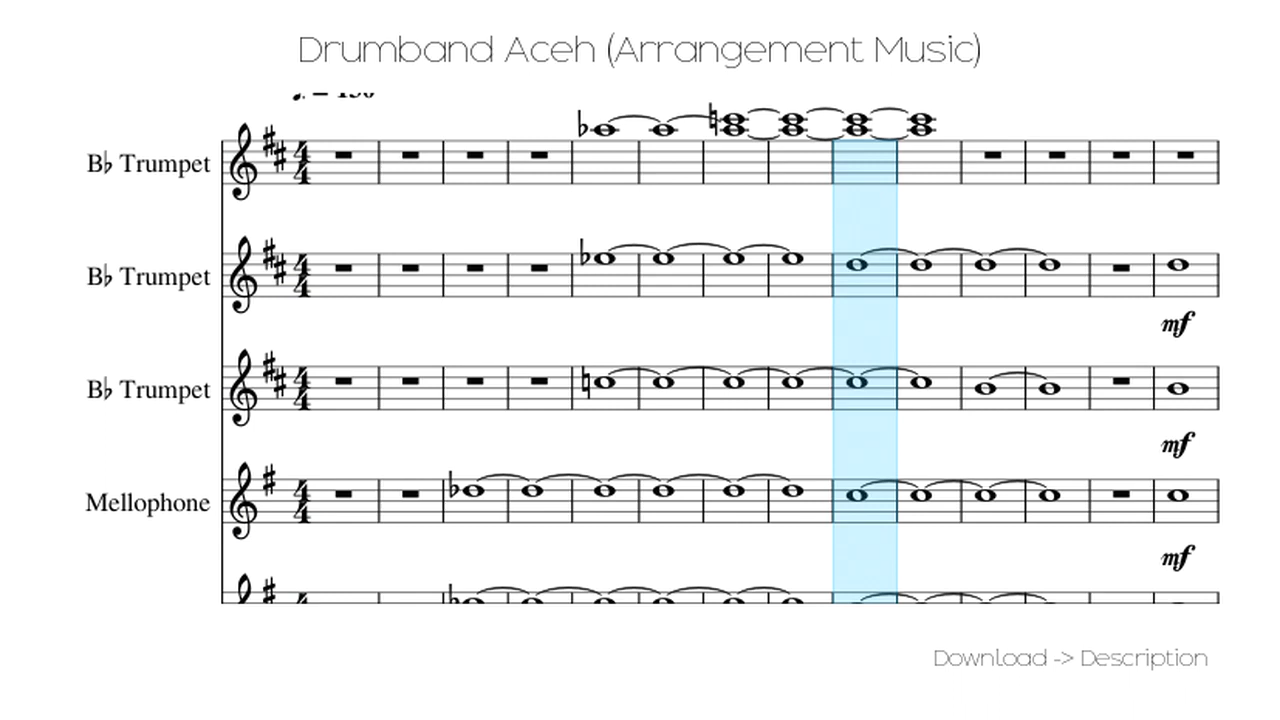 Drumband Aceh (Arrangement Music)
B♭ Trumpet
B♭ Trumpet
mf
B♭ Trumpet
mf
Mellophone
mf
Download -> Description